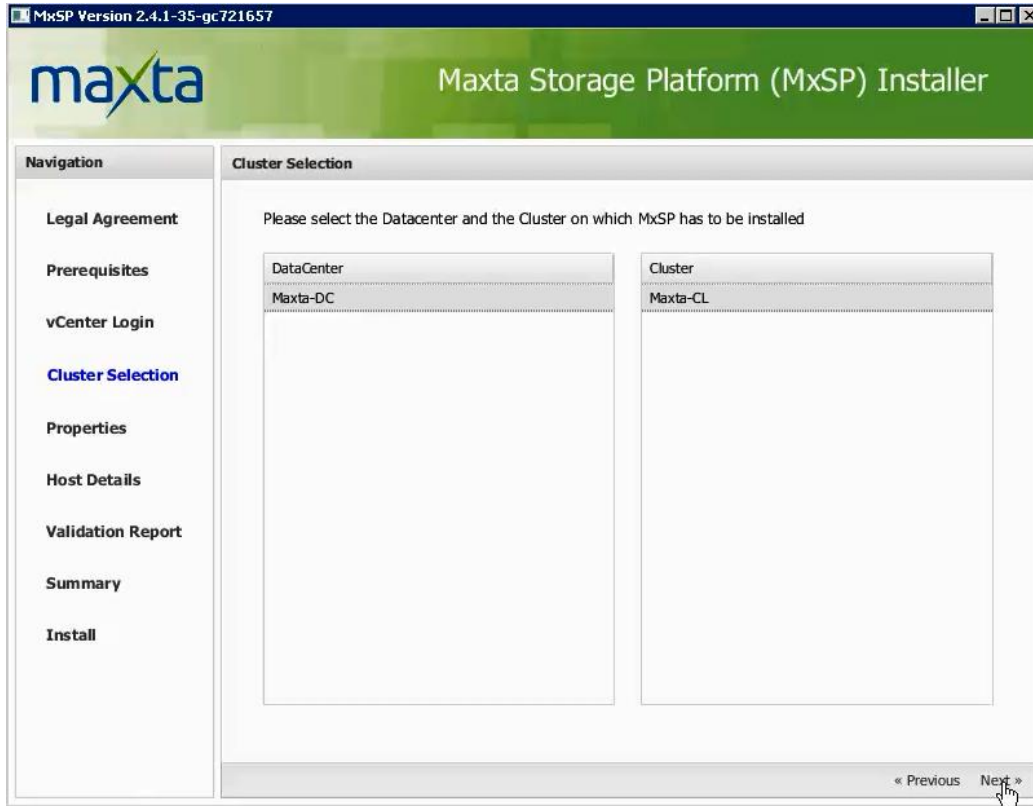 MxSP Version 2.4.1-35-gc721657
maxta
Maxta Storage Platform (MxSP) Installer
Navigation
Legal Agreement
Prerequisites
vCenter Login
Cluster Selection
Properties
Host Details
Validation Report
Summary
Install
Cluster Selection
Please select the Datacenter and the Cluster on which MxSP has to be installed
DataCenter
Maxta-DC
Cluster
Maxta-CL
« Previous Next »